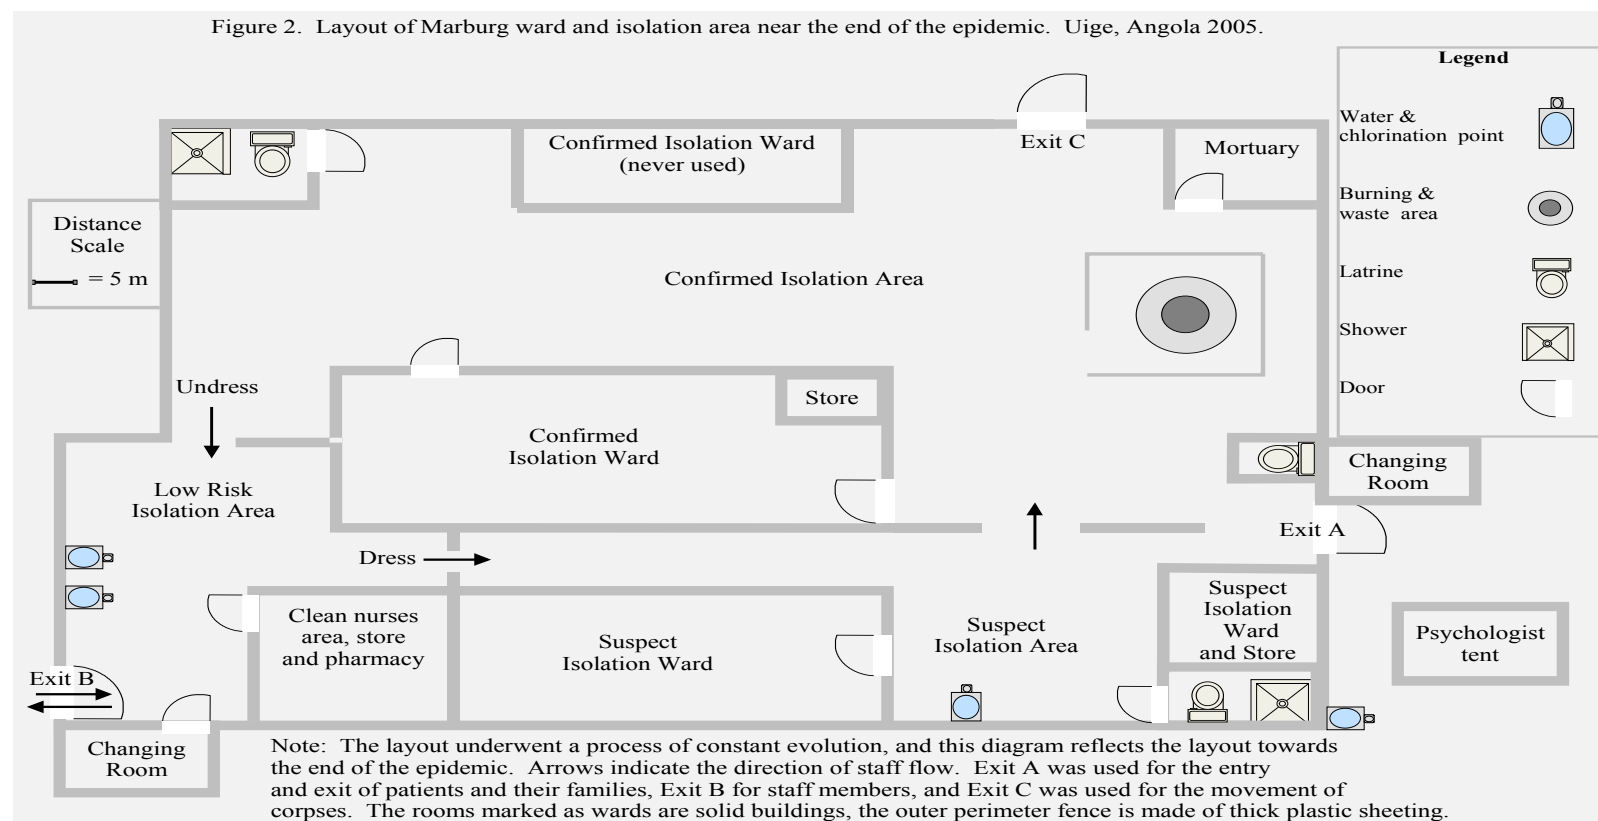 Figure 2. Layout of Marburg ward and isolation area near the end of the epidemic. Uige, Angola 2005.
Legend
Water &
chlorination point
Burning &
waste area
Latrine
Shower
Door
Exit C
Confirmed Isolation Ward
(never used)
Mortuary
Distance
Scale
= 5 m
Confirmed Isolation Area
Undress
Store
Confirmed
Isolation Ward
Changing
Room
Low Risk
Isolation Area
Exit A
Dress
Clean nurses
area, store
and pharmacy
Suspect
Isolation Ward
Suspect
Isolation Area
Suspect
Isolation
Ward
and Store
Psychologist
tent
Exit B
Changing
Room
Note: The layout underwent a process of constant evolution, and this diagram reflects the layout towards
the end of the epidemic. Arrows indicate the direction of staff flow. Exit A was used for the entry
and exit of patients and their families, Exit B for staff members, and Exit C was used for the movement of
corpses. The rooms marked as wards are solid buildings, the outer perimeter fence is made of thick plastic sheeting.